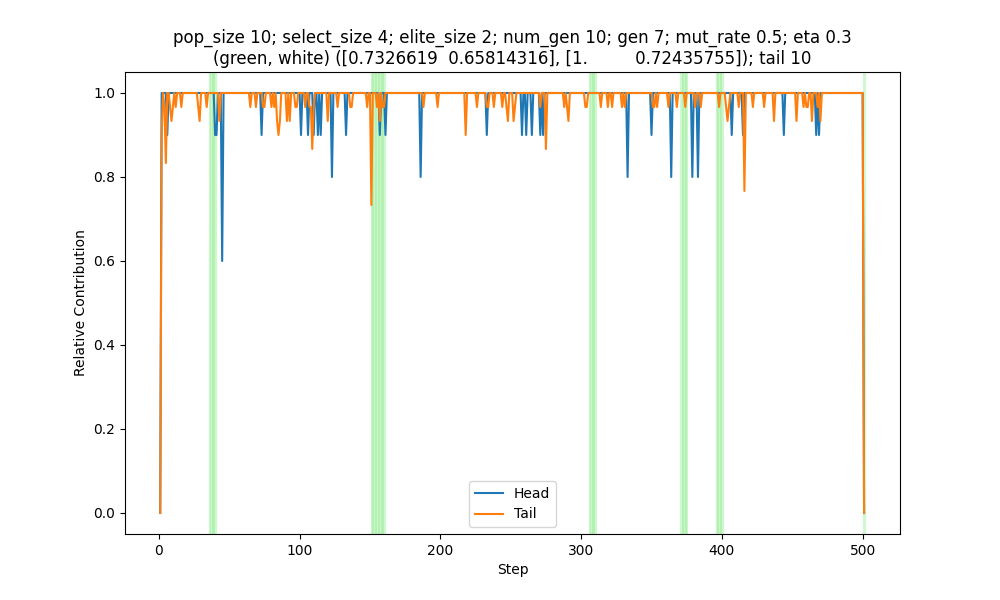 pop_size 10; select_size 4; elite_size 2; num_gen 10; gen 7; mut_rate 0.5; eta 0.3
(green, white) ([0.7326619  0.65814316], [1.         0.72435755]); tail 10
1.0
0.8
0.6
0.4
0.2
0.0
Relative Contribution
Head
Tail
0
100
200
300
400
500
Step